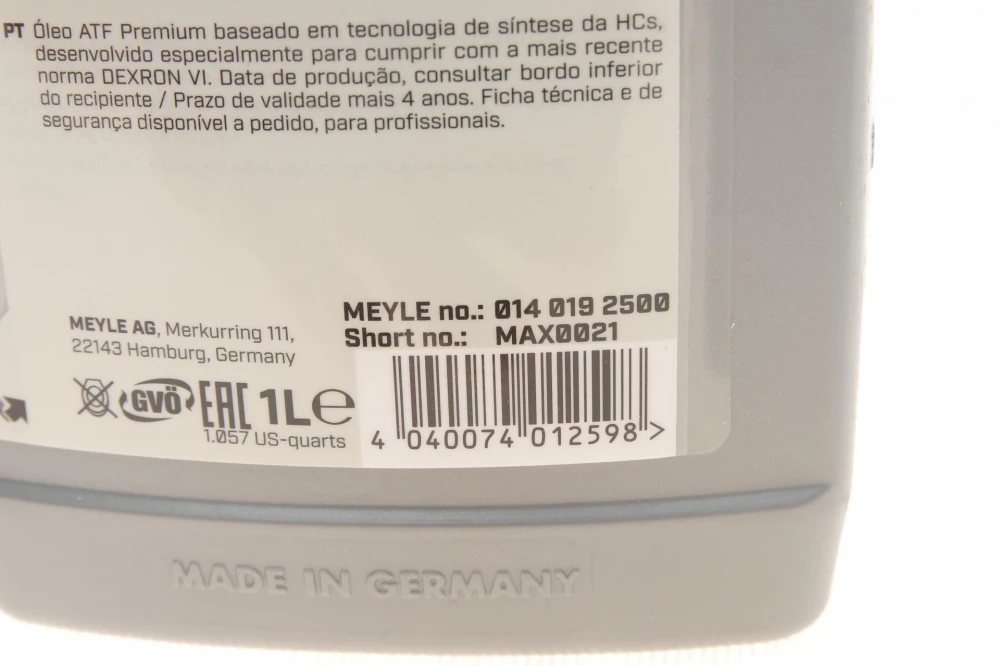 PT Óleo ATF Premium baseado em tecnologia de síntese da HCs,
desenvolvido especialmente para cumprir com a mais recente
norma DEXRON VI. Data de produção, consultar bordo inferior
do recipiente / Prazo de validade mais 4 anos. Ficha técnica e de
segurança disponível a pedido, para profissionais.
MEYLE no.: 014 019 2500
Short no.: MAX0021
MEYLE AG, Merkurring 111,
22143 Hamburg, Germany
GVÖ EAC 1L℮
1.057 US-quarts
4 040074 012598 >
MADE IN GERMANY